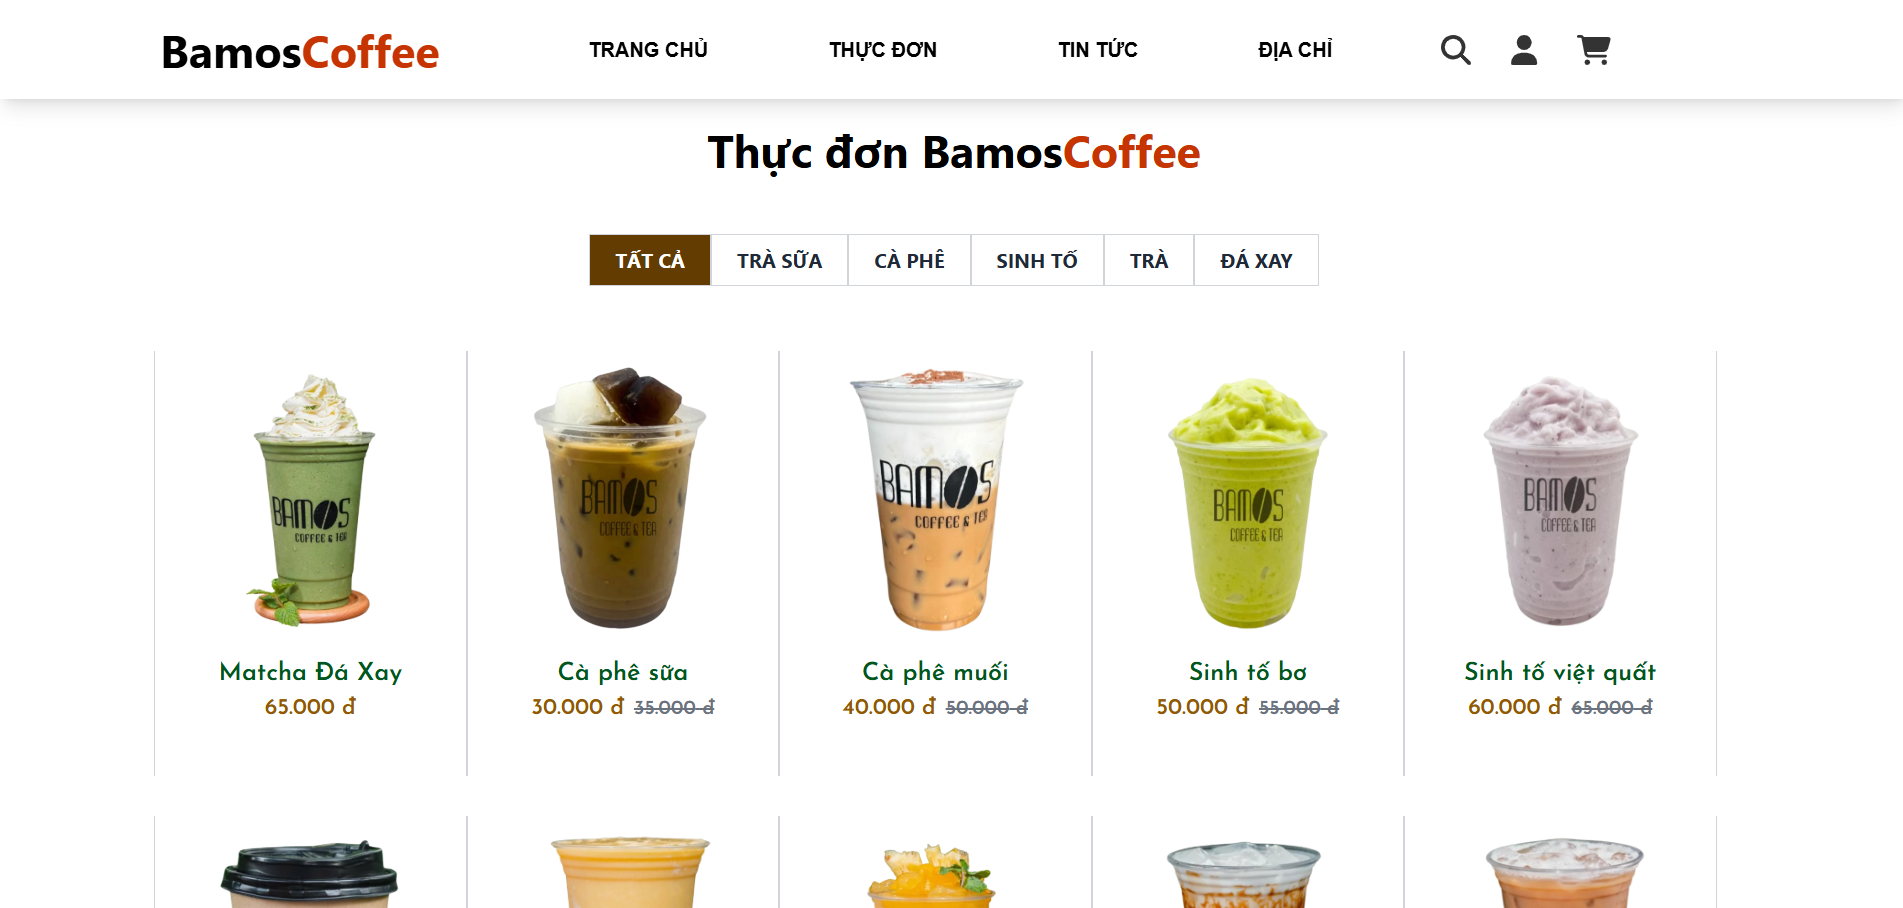 BamosCoffee TRANG CHỦ THỰC ĐƠN TIN TỨC ĐỊA CHỈ
Thực đơn BamosCoffee
TẤT CẢ TRÀ SỮA CÀ PHÊ SINH TỐ TRÀ ĐÁ XAY
BAMOS BAMOS BAMOS BAMOS BAMOS
COFFEE & TEA COFFEE & TEA COFFEE & TEA COFFEE & TEA COFFEE & TEA
Matcha Đá Xay Cà phê sữa Cà phê muối Sinh tố bơ Sinh tố việt quất
65.000 đ 30.000 đ 35.000 đ 40.000 đ 50.000 đ 50.000 đ 55.000 đ 60.000 đ 65.000 đ